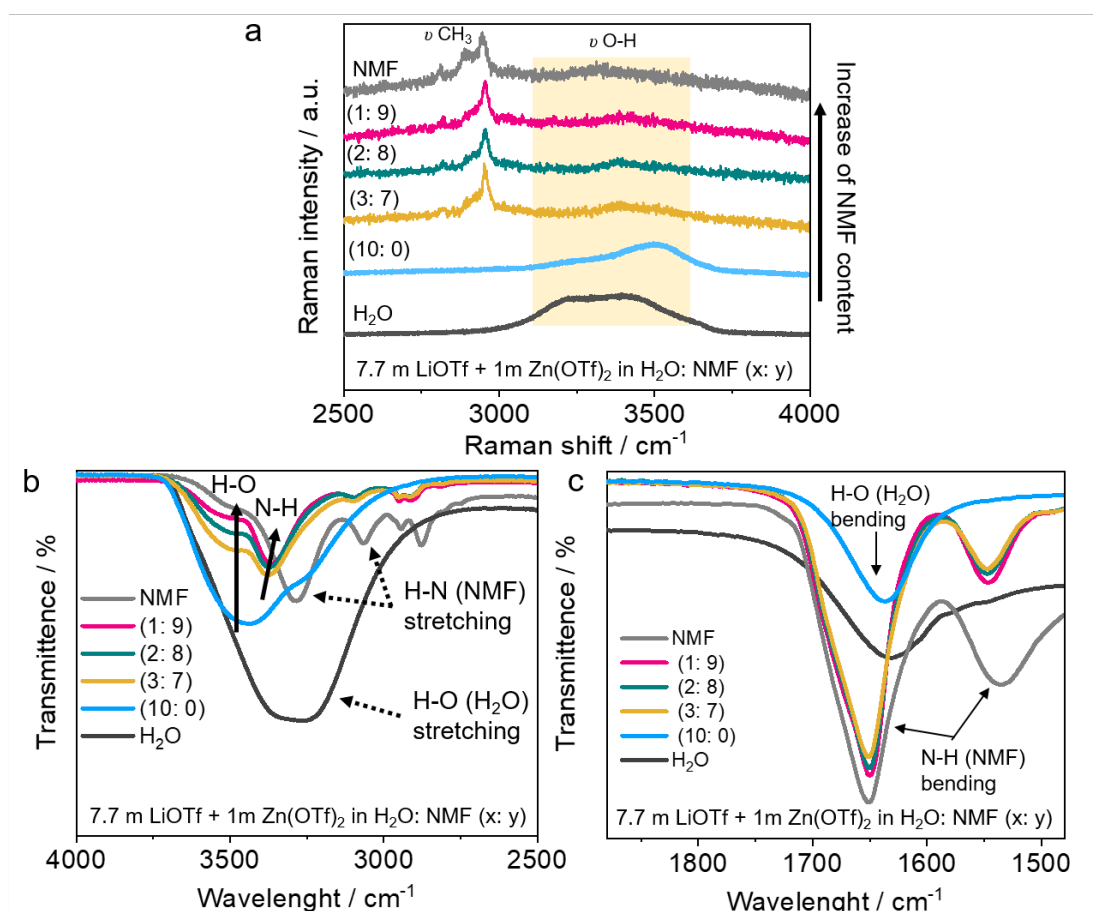 a
υ CH₃
υ O-H
NMF
(1: 9)
(2: 8)
(3: 7)
(10: 0)
H₂O
Raman intensity / a.u.
Increase of NMF content
7.7 m LiOTf + 1m Zn(OTf)₂ in H₂O: NMF (x: y)
2500 3000 3500 4000
Raman shift / cm⁻¹
b
H-O
N-H
H-N (NMF)
stretching
H-O (H₂O)
stretching
NMF
(1: 9)
(2: 8)
(3: 7)
(10: 0)
H₂O
Transmittence / %
7.7 m LiOTf + 1m Zn(OTf)₂ in H₂O: NMF (x: y)
4000 3500 3000 2500
Wavelenght / cm⁻¹
c
H-O (H₂O)
bending
NMF
(1: 9)
(2: 8)
(3: 7)
(10: 0)
H₂O
N-H (NMF)
bending
Transmittence / %
7.7 m LiOTf + 1m Zn(OTf)₂ in H₂O: NMF (x: y)
1800 1700 1600 1500
Wavelenght / cm⁻¹